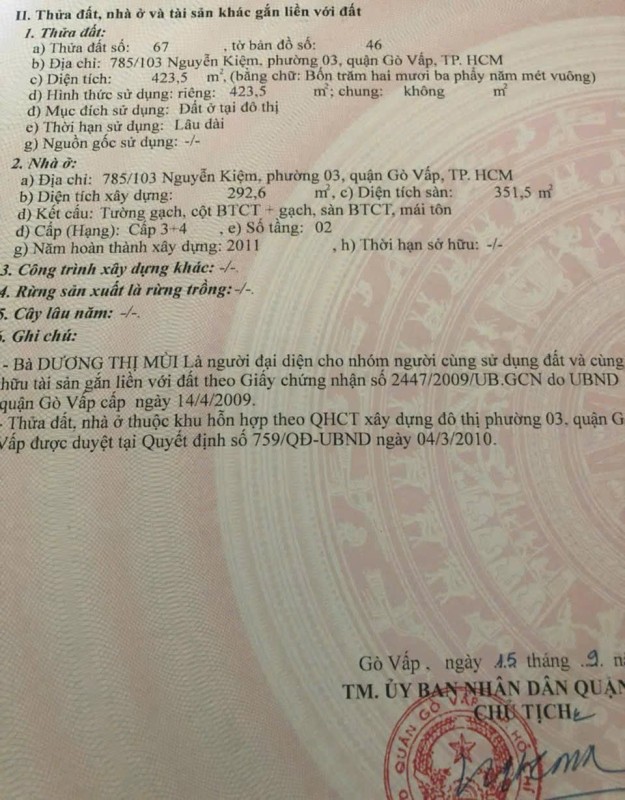 II. Thửa đất, nhà ở và tài sản khác gắn liền với đất
1. Thửa đất:
a) Thửa đất số: 67 , tờ bản đồ số: 46
b) Địa chỉ: 785/103 Nguyễn Kiệm, phường 03, quận Gò Vấp, TP. HCM
c) Diện tích: 423,5 m², (bằng chữ: Bốn trăm hai mươi ba phẩy năm mét vuông)
d) Hình thức sử dụng: riêng: 423,5 m²; chung: không m²
đ) Mục đích sử dụng: Đất ở tại đô thị
e) Thời hạn sử dụng: Lâu dài
g) Nguồn gốc sử dụng: -/-
2. Nhà ở:
a) Địa chỉ: 785/103 Nguyễn Kiệm, phường 03, quận Gò Vấp, TP. HCM
b) Diện tích xây dựng: 292,6 m², c) Diện tích sàn: 351,5 m²
d) Kết cấu: Tường gạch, cột BTCT + gạch, sàn BTCT, mái tôn
đ) Cấp (Hạng): Cấp 3+4 , e) Số tầng: 02
g) Năm hoàn thành xây dựng: 2011 , h) Thời hạn sở hữu: -/-
3. Công trình xây dựng khác: -/-.
4. Rừng sản xuất là rừng trồng: -/-.
5. Cây lâu năm: -/-.
6. Ghi chú:
- Bà DƯƠNG THỊ MÙI Là người đại diện cho nhóm người cùng sử dụng đất và cùng
hữu tài sản gắn liền với đất theo Giấy chứng nhận số 2447/2009/UB.GCN do UBND
quận Gò Vấp cấp ngày 14/4/2009.
- Thửa đất, nhà ở thuộc khu hỗn hợp theo QHCT xây dựng đô thị phường 03, quận G
Vấp được duyệt tại Quyết định số 759/QĐ-UBND ngày 04/3/2010.
Gò Vấp , ngày 15 tháng .9. nă
TM. ỦY BAN NHÂN DÂN QUẬN
CHỦ TỊCH
QUẬN GÒ VẤP